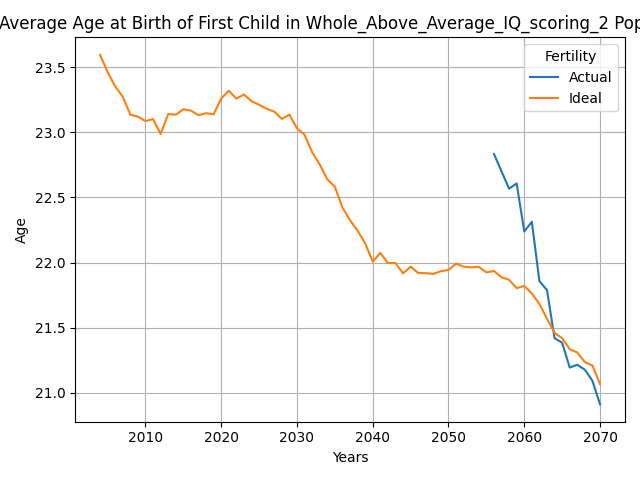 Average Age at Birth of First Child in Whole_Above_Average_IQ_scoring_2 Pop
Fertility
Actual
Ideal
23.5
23.0
22.5
22.0
21.5
21.0
Age
2010 2020 2030 2040 2050 2060 2070
Years